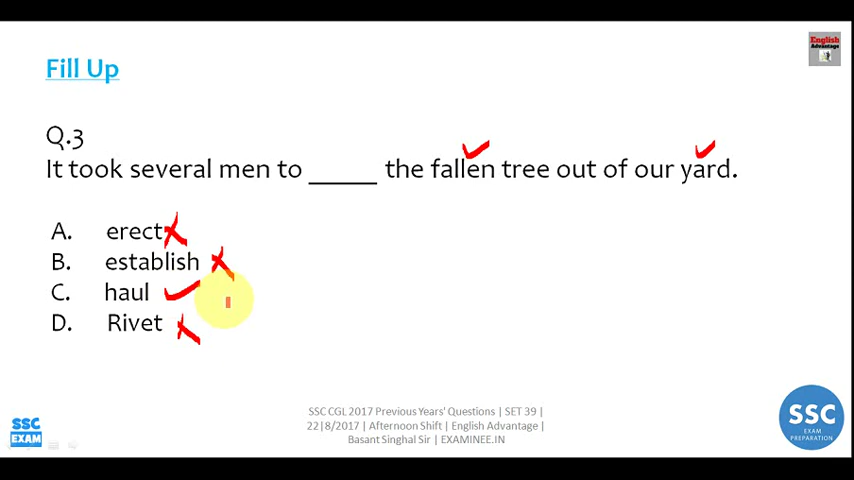 English
Advantage
Fill Up
Q.3
It took several men to _____ the fallen tree out of our yard.
A. erect
B. establish
C. haul
D. Rivet
SSC CGL 2017 Previous Years' Questions | SET 39 |
22|8/2017 | Afternoon Shift | English Advantage |
Basant Singhal Sir | EXAMINEE.IN
SSC
EXAM
SSC
EXAM
PREPARATION